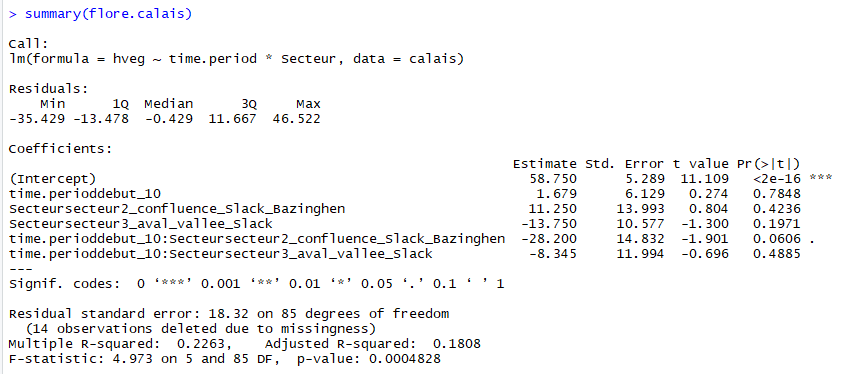 > summary(flore.calais)
Call:
lm(formula = hveg ~ time.period * Secteur, data = calais)
Residuals:
    Min      1Q  Median      3Q     Max
-35.429 -13.478  -0.429  11.667  46.522
Coefficients:
Estimate Std. Error t value Pr(>|t|)
(Intercept) 58.750 5.289 11.109 <2e-16 ***
time.perioddebut_10 1.679 6.129 0.274 0.7848
Secteursecteur2_confluence_Slack_Bazinghen 11.250 13.993 0.804 0.4236
Secteursecteur3_aval_vallee_Slack -13.750 10.577 -1.300 0.1971
time.perioddebut_10:Secteursecteur2_confluence_Slack_Bazinghen -28.200 14.832 -1.901 0.0606 .
time.perioddebut_10:Secteursecteur3_aval_vallee_Slack -8.345 11.994 -0.696 0.4885
---
Signif. codes:  0 ‘***’ 0.001 ‘**’ 0.01 ‘*’ 0.05 ‘.’ 0.1 ‘ ’ 1
Residual standard error: 18.32 on 85 degrees of freedom
(14 observations deleted due to missingness)
Multiple R-squared:  0.2263,    Adjusted R-squared:  0.1808
F-statistic: 4.973 on 5 and 85 DF,  p-value: 0.0004828